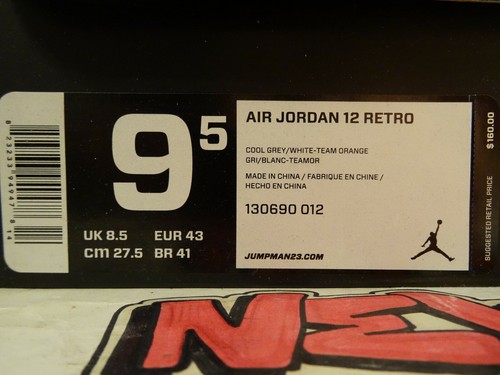 9 5
UK 8.5 EUR 43
cm 27.5 BR 41
AIR JORDAN 12 RETRO
COOL GREY/WHITE-TEAM ORANGE
GRI/BLANC-TEAMOR
MADE IN CHINA / FABRIQUE EN CHINE /
HECHO EN CHINA
130690 012
JUMPMAN23.COM
$160.00
SUGGESTED RETAIL PRICE